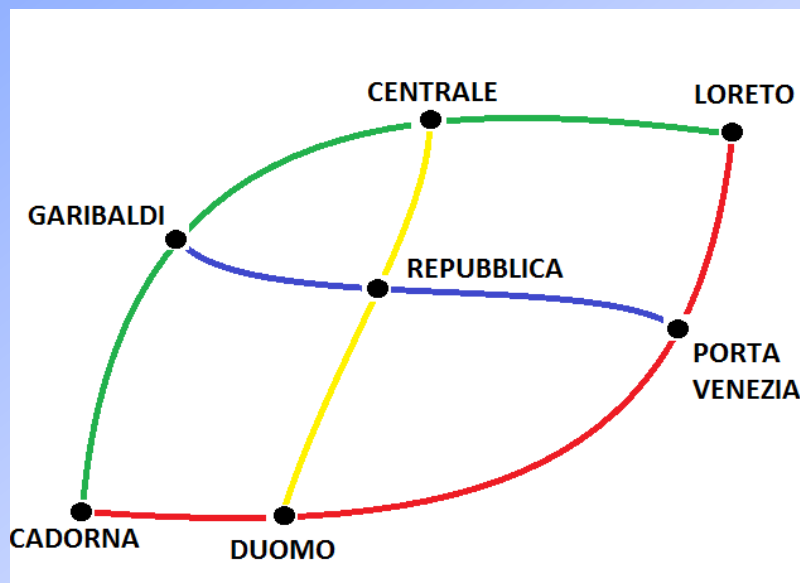 CENTRALE
LORETO
GARIBALDI
REPUBBLICA
PORTA
VENEZIA
CADORNA
DUOMO